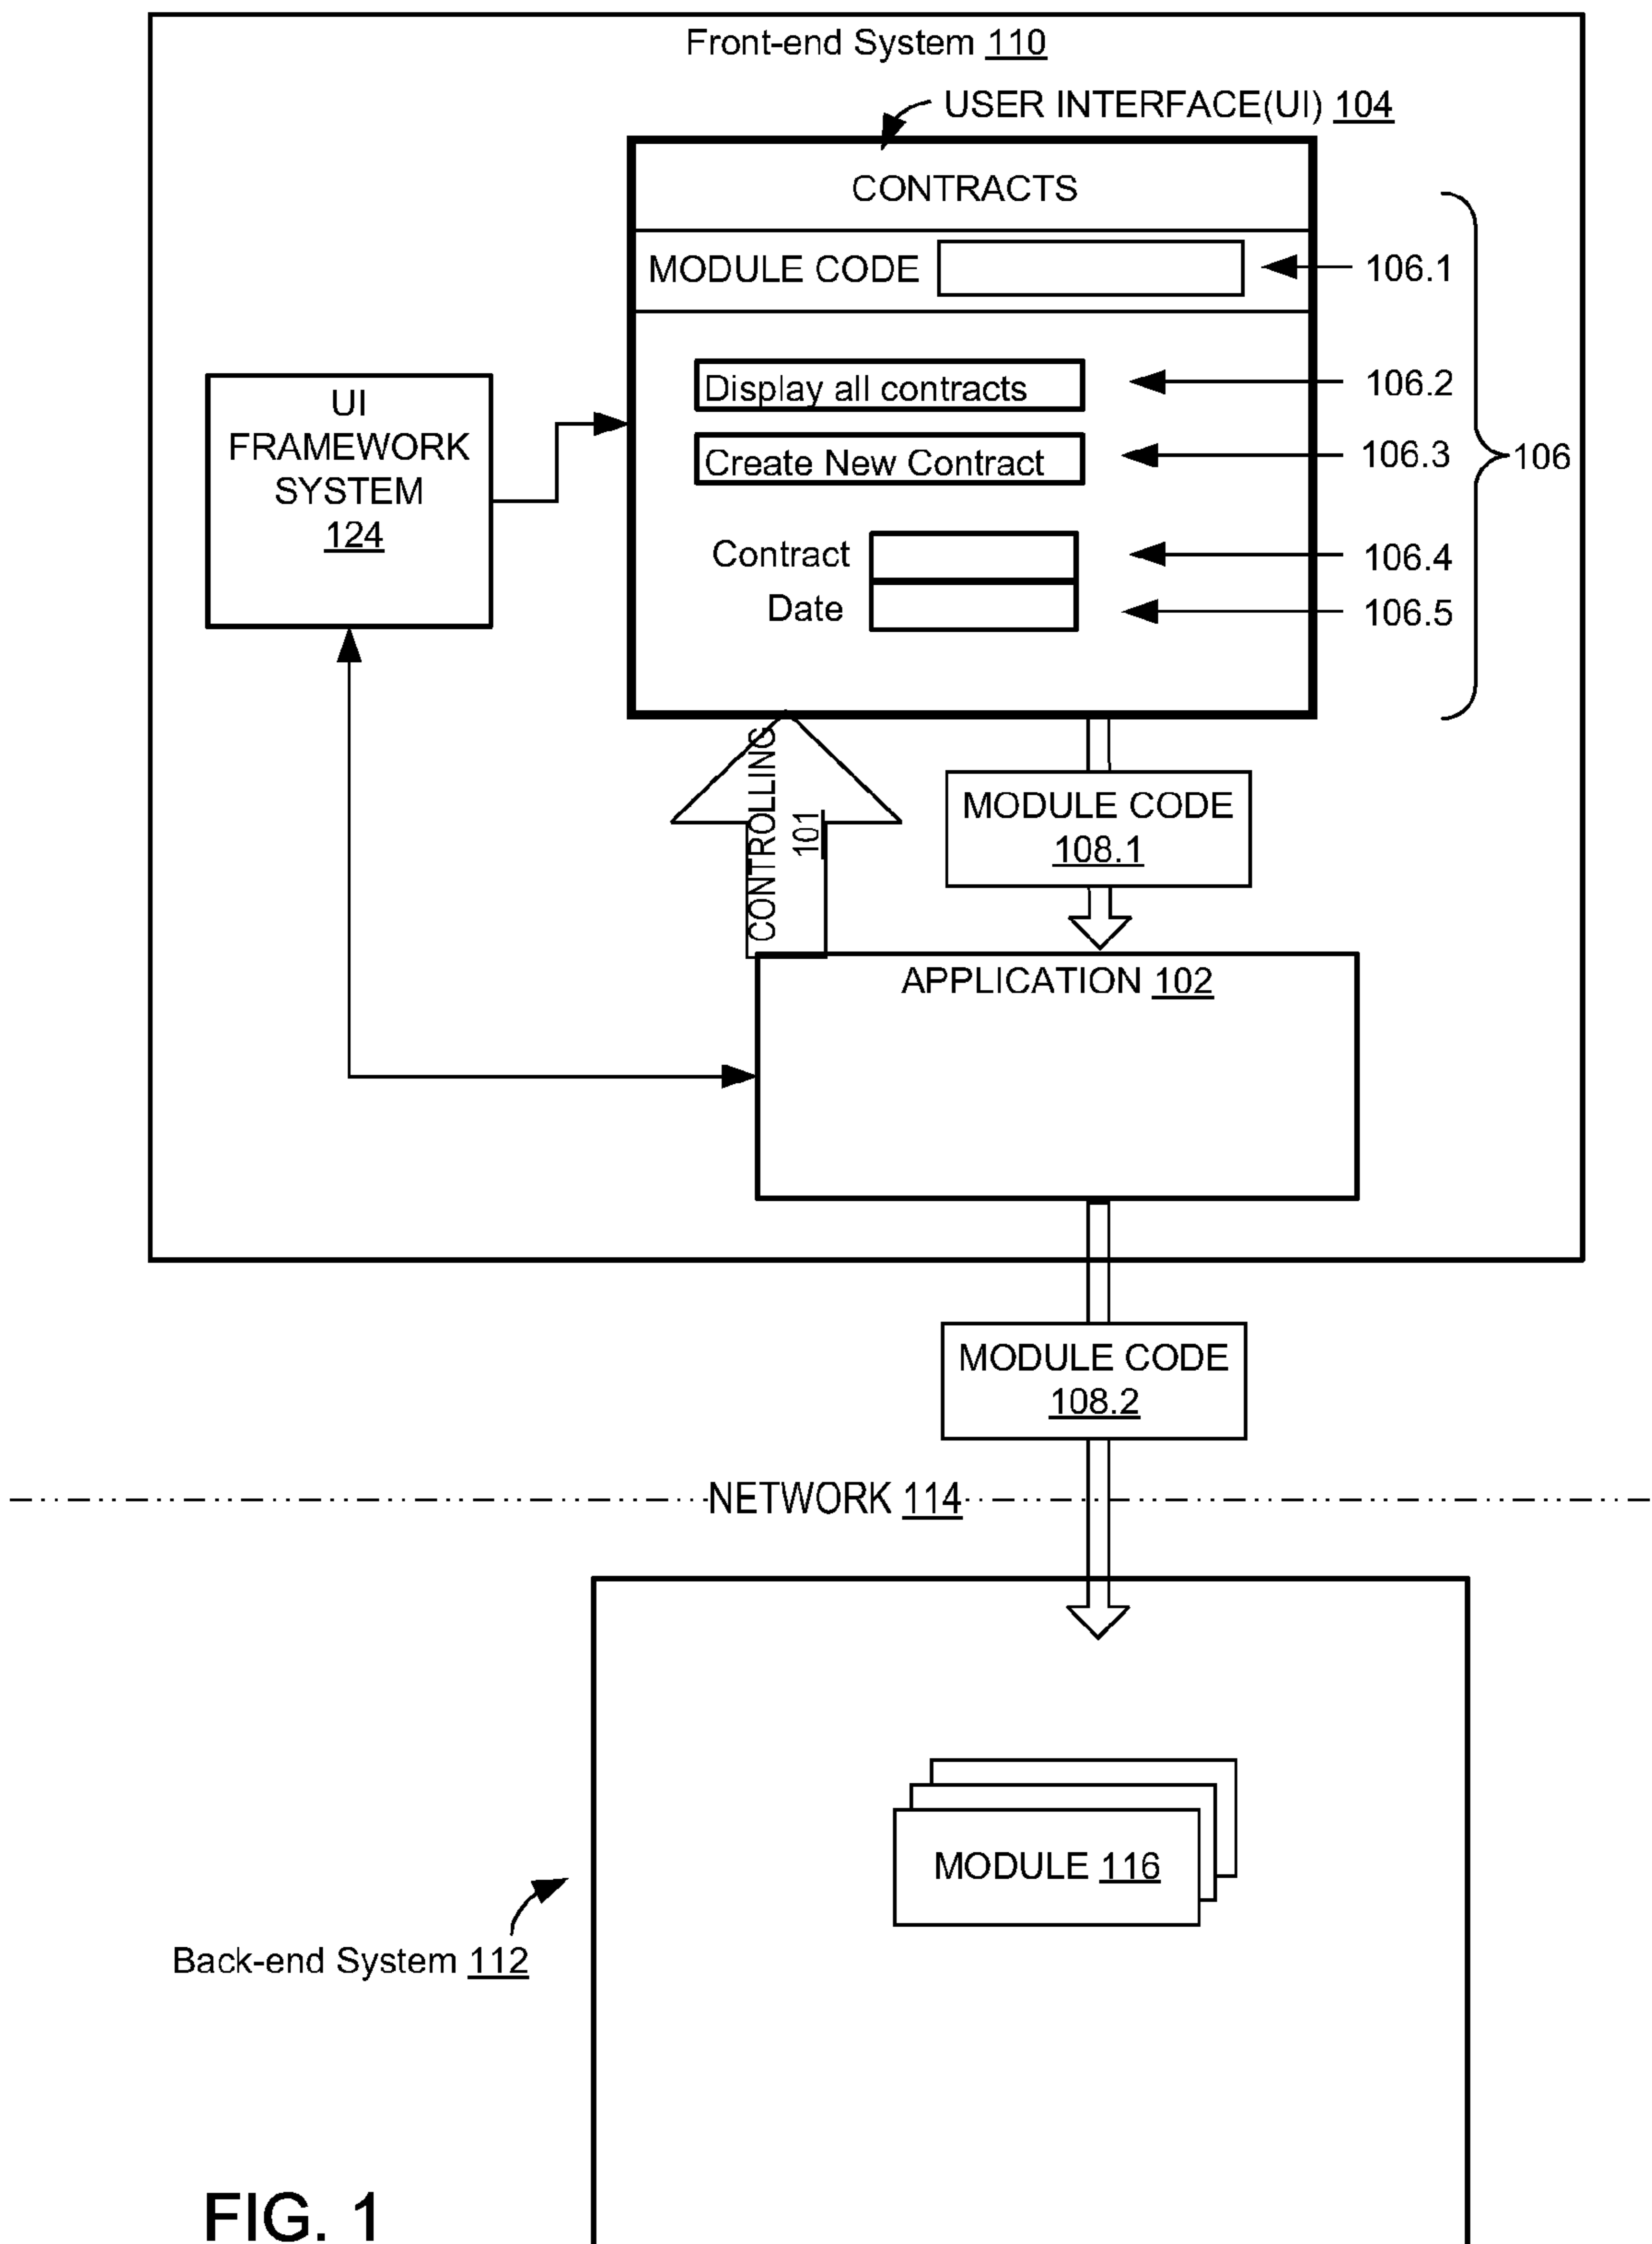 Front-end System 110
USER INTERFACE(UI) 104
CONTRACTS
MODULE CODE
106.1
Display all contracts
106.2
Create New Contract
106.3
106
Contract
106.4
Date
106.5
UI
FRAMEWORK
SYSTEM
124
CONTROLLING
101
MODULE CODE
108.1
APPLICATION 102
MODULE CODE
108.2
NETWORK 114
MODULE 116
Back-end System 112
FIG. 1